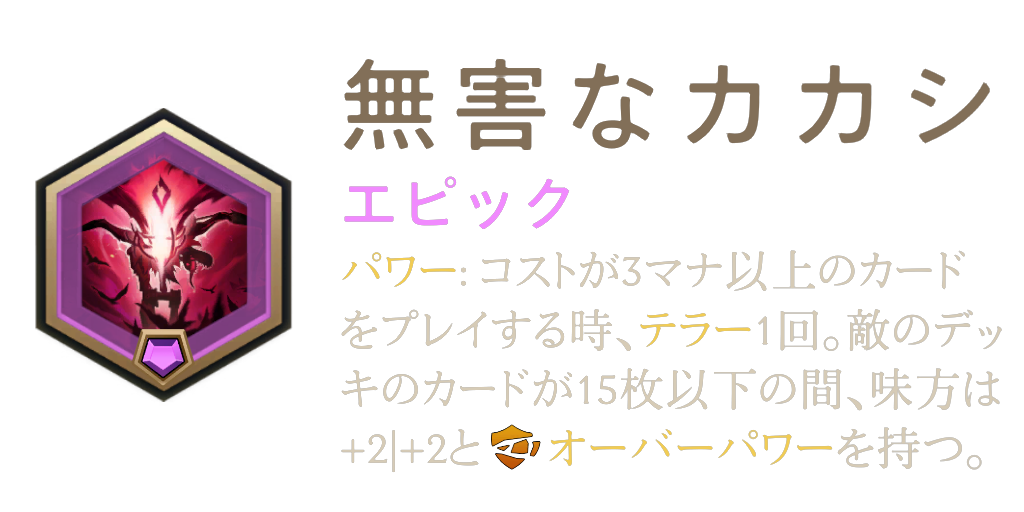 無害なカカシ
エピック
パワー: コストが3マナ以上のカード
をプレイする時、テラー1回。敵のデッ
キのカードが15枚以下の間、味方は
+2|+2と オーバーパワーを持つ。